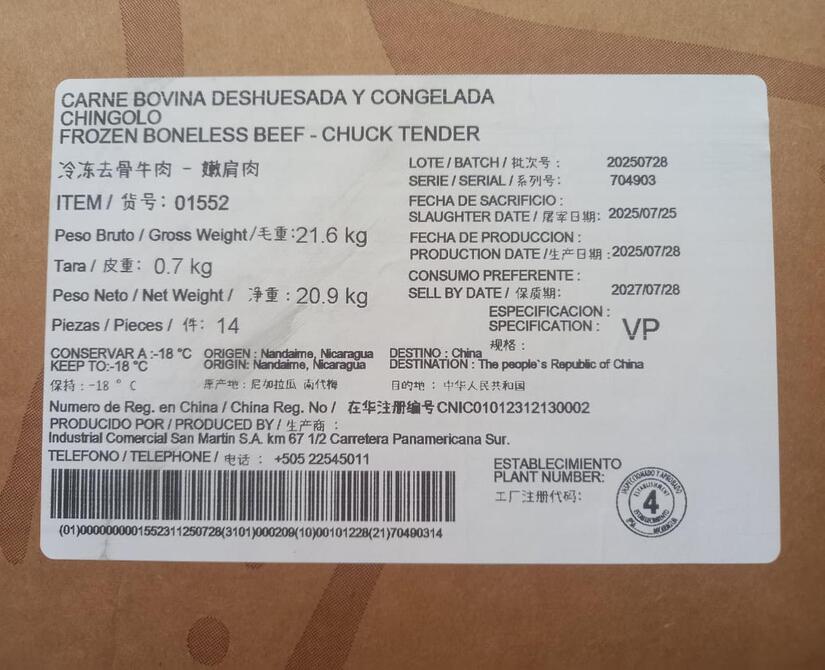 CARNE BOVINA DESHUESADA Y CONGELADA
CHINGOLO
FROZEN BONELESS BEEF - CHUCK TENDER
冷冻去骨牛肉 - 嫩肩肉
ITEM / 货号: 01552
Peso Bruto / Gross Weight /毛重:21.6 kg
Tara / 皮重: 0.7 kg
Peso Neto / Net Weight / 净重 : 20.9 kg
Piezas / Pieces / 件: 14
LOTE / BATCH / 批次号 : 20250728
SERIE / SERIAL / 系列号: 704903
FECHA DE SACRIFICIO :
SLAUGHTER DATE / 屠宰日期: 2025/07/25
FECHA DE PRODUCCION :
PRODUCTION DATE /生产日期 : 2025/07/28
CONSUMO PREFERENTE :
SELL BY DATE / 保质期: 2027/07/28
ESPECIFICACION :
SPECIFICATION : VP
规格 :
CONSERVAR A :-18 °C ORIGEN : Nandaime, Nicaragua DESTINO : China
KEEP TO:-18 °C ORIGIN: Nandaime, Nicaragua DESTINATION : The people`s Republic of China
保持 : -18 ° C 原产地: 尼加拉瓜 南代梅 目的地 : 中华人民共和国
Numero de Reg. en China / China Reg. No / 在华注册编号 CNIC01012312130002
PRODUCIDO POR / PRODUCED BY / 生产商 :
Industrial Comercial San Martin S.A. km 67 1/2 Carretera Panamericana Sur.
TELEFONO / TELEPHONE / 电话 : +505 22545011
(01)00000000001552311250728(3101)000209(10)00101228(21)70490314
ESTABLECIMIENTO
PLANT NUMBER:
工厂注册代码:
INSPECCIONADO Y APROBADO
ESTABLISHMENT
4
ESTABLECIMIENTO
NICARAGUA